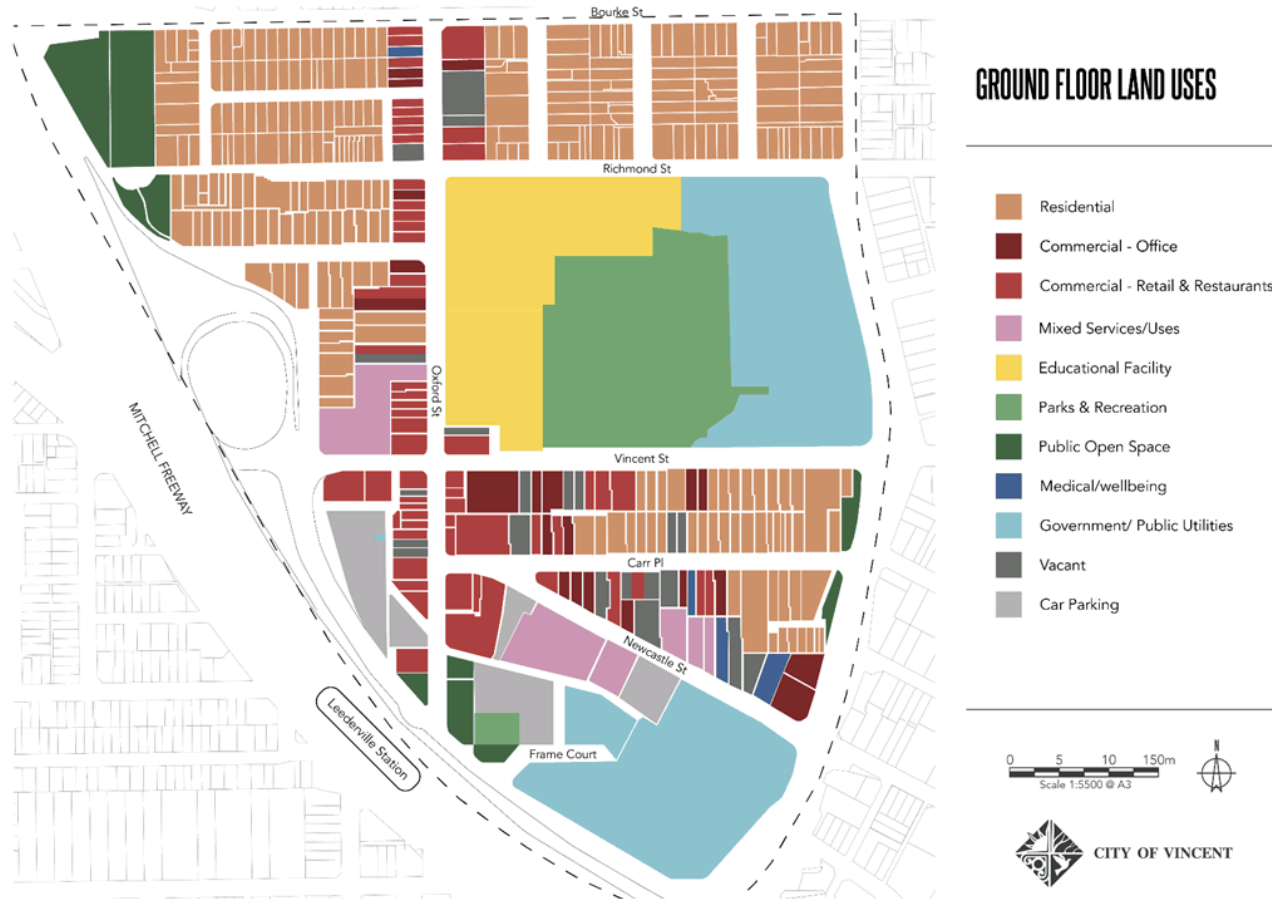 Bourke St
GROUND FLOOR LAND USES
Richmond St
Residential
Commercial - Office
Commercial - Retail & Restaurants
Mixed Services/Uses
Educational Facility
Parks & Recreation
Public Open Space
Medical/wellbeing
Government/ Public Utilities
Vacant
Car Parking
Oxford St
MITCHELL FREEWAY
Vincent St
Carr Pl
Newcastle St
Leederville Station
Frame Court
0 5 10 150m
Scale 1:5500 @ A3
N
CITY OF VINCENT